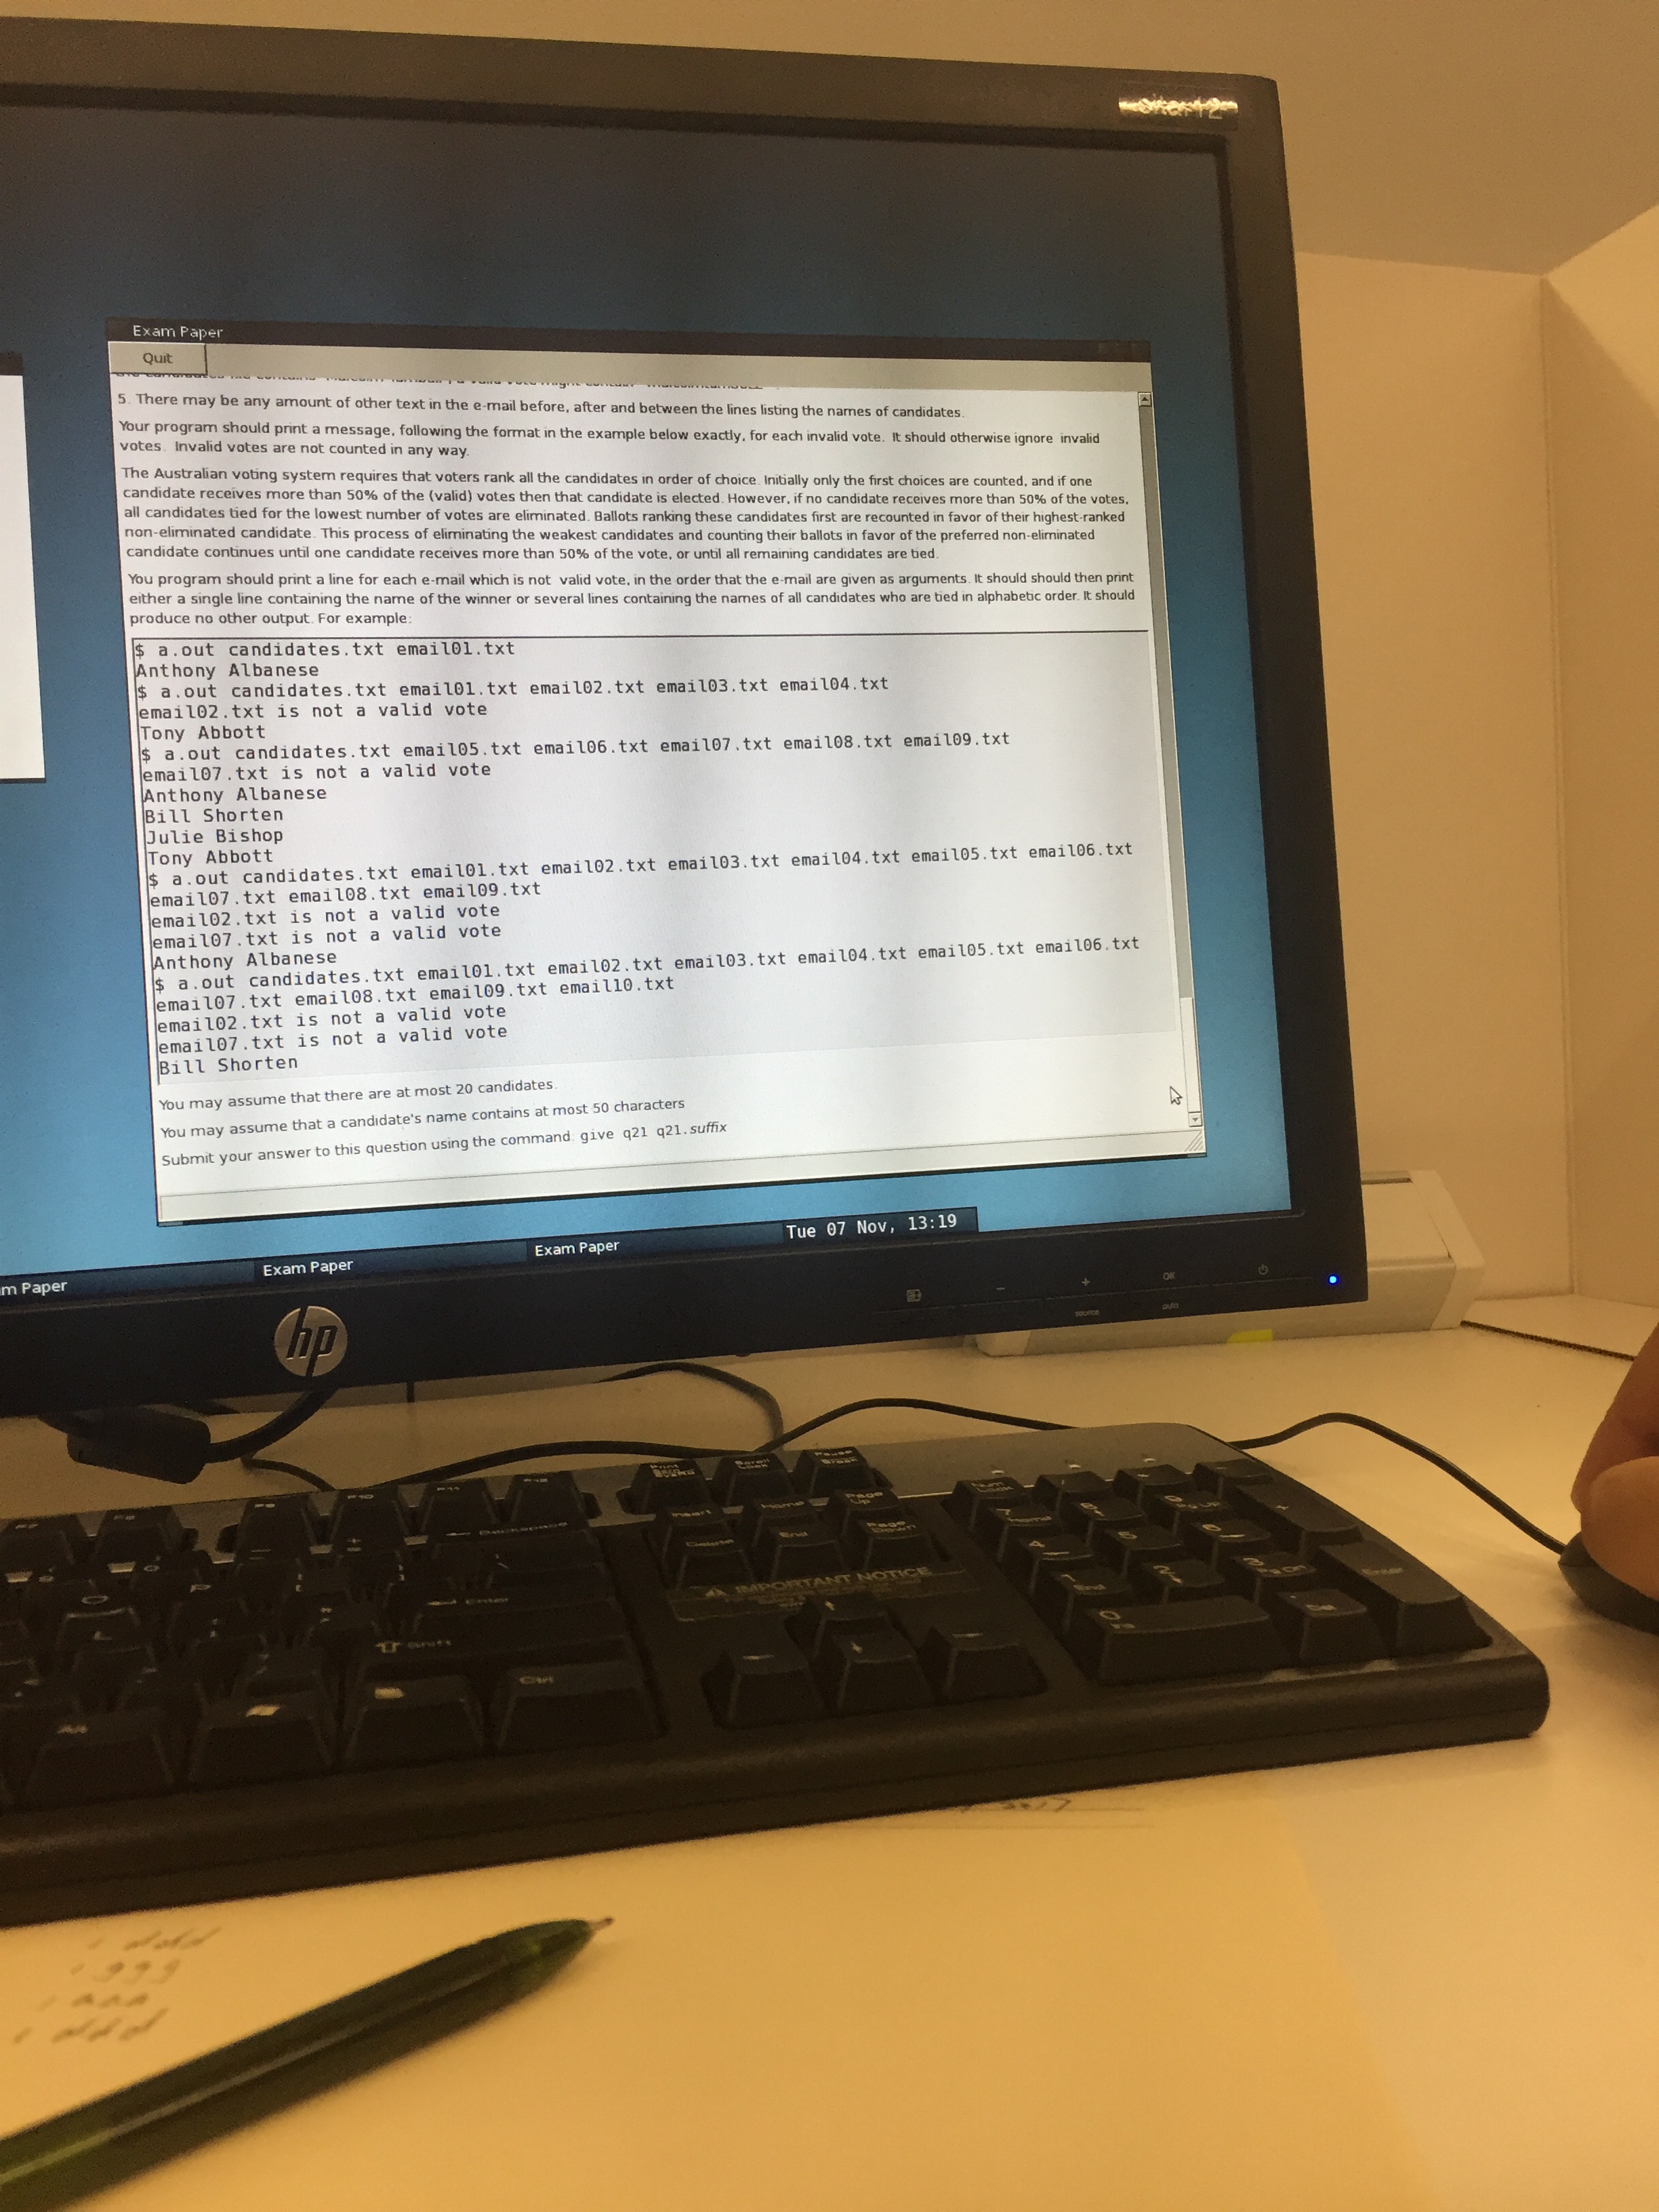 Exam Paper
Quit
5. There may be any amount of other text in the e-mail before, after and between the lines listing the names of candidates.
Your program should print a message, following the format in the example below exactly, for each invalid vote. It should otherwise ignore invalid
votes. Invalid votes are not counted in any way.
The Australian voting system requires that voters rank all the candidates in order of choice. Initially only the first choices are counted, and if one
candidate receives more than 50% of the (valid) votes then that candidate is elected. However, if no candidate receives more than 50% of the votes,
all candidates tied for the lowest number of votes are eliminated. Ballots ranking these candidates first are recounted in favor of their highest-ranked
non-eliminated candidate. This process of eliminating the weakest candidates and counting their ballots in favor of the preferred non-eliminated
candidate continues until one candidate receives more than 50% of the vote, or until all remaining candidates are tied.
You program should print a line for each e-mail which is not valid vote, in the order that the e-mail are given as arguments. It should should then print
either a single line containing the name of the winner or several lines containing the names of all candidates who are tied in alphabetic order. It should
produce no other output. For example:
$ a.out candidates.txt email01.txt
Anthony Albanese
$ a.out candidates.txt email01.txt email02.txt email03.txt email04.txt
email02.txt is not a valid vote
Tony Abbott
$ a.out candidates.txt email05.txt email06.txt email07.txt email08.txt email09.txt
email07.txt is not a valid vote
Anthony Albanese
Bill Shorten
Julie Bishop
Tony Abbott
$ a.out candidates.txt email01.txt email02.txt email03.txt email04.txt email05.txt email06.txt
email07.txt email08.txt email09.txt
email02.txt is not a valid vote
email07.txt is not a valid vote
Anthony Albanese
$ a.out candidates.txt email01.txt email02.txt email03.txt email04.txt email05.txt email06.txt
email07.txt email08.txt email09.txt email10.txt
email02.txt is not a valid vote
email07.txt is not a valid vote
Bill Shorten
You may assume that there are at most 20 candidates.
You may assume that a candidate's name contains at most 50 characters
Submit your answer to this question using the command. give q21 q21.suffix
Tue 07 Nov, 13:19
Exam Paper
Exam Paper
m Paper
hp
OK
source
auto
IMPORTANT NOTICE
Backspace
Enter
Shift
Ctrl
Insert
Home
Page Up
Delete
End
Page Down
Enter